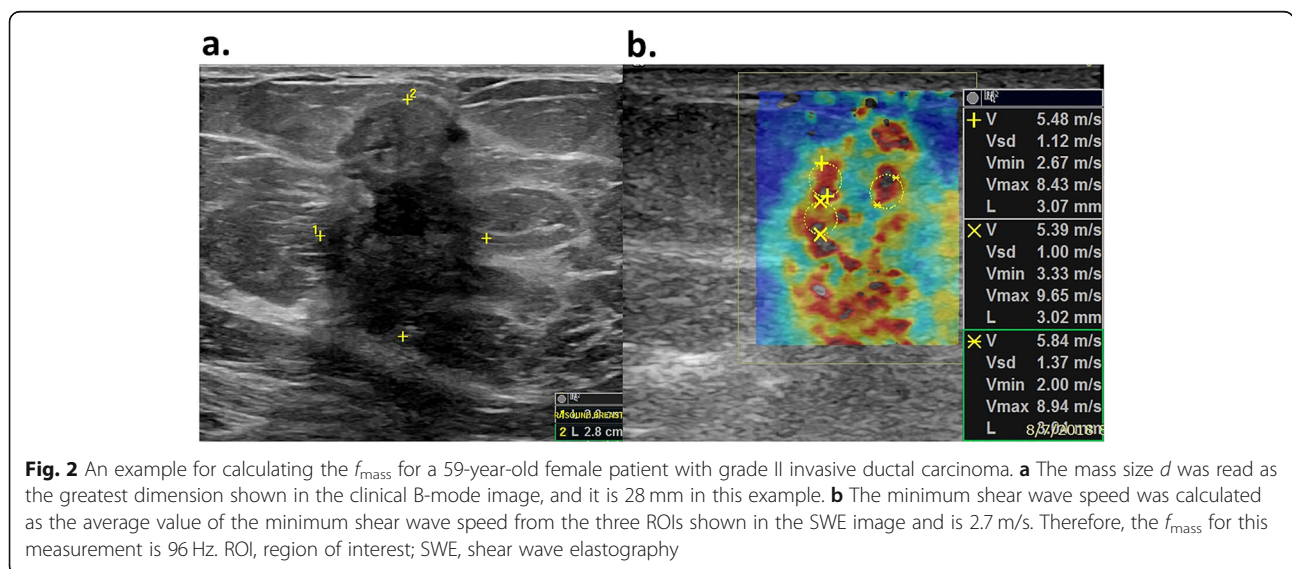 a.
b.
2
1
2 L 2.8 cm
V 5.48 m/s
Vsd 1.12 m/s
Vmin 2.67 m/s
Vmax 8.43 m/s
L 3.07 mm
V 5.39 m/s
Vsd 1.00 m/s
Vmin 3.33 m/s
Vmax 9.65 m/s
L 3.02 mm
V 5.84 m/s
Vsd 1.37 m/s
Vmin 2.00 m/s
Vmax 8.94 m/s
L
Fig. 2 An example for calculating the fmass for a 59-year-old female patient with grade II invasive ductal carcinoma. a The mass size d was read as
the greatest dimension shown in the clinical B-mode image, and it is 28 mm in this example. b The minimum shear wave speed was calculated
as the average value of the minimum shear wave speed from the three ROIs shown in the SWE image and is 2.7 m/s. Therefore, the fmass for this
measurement is 96 Hz. ROI, region of interest; SWE, shear wave elastography